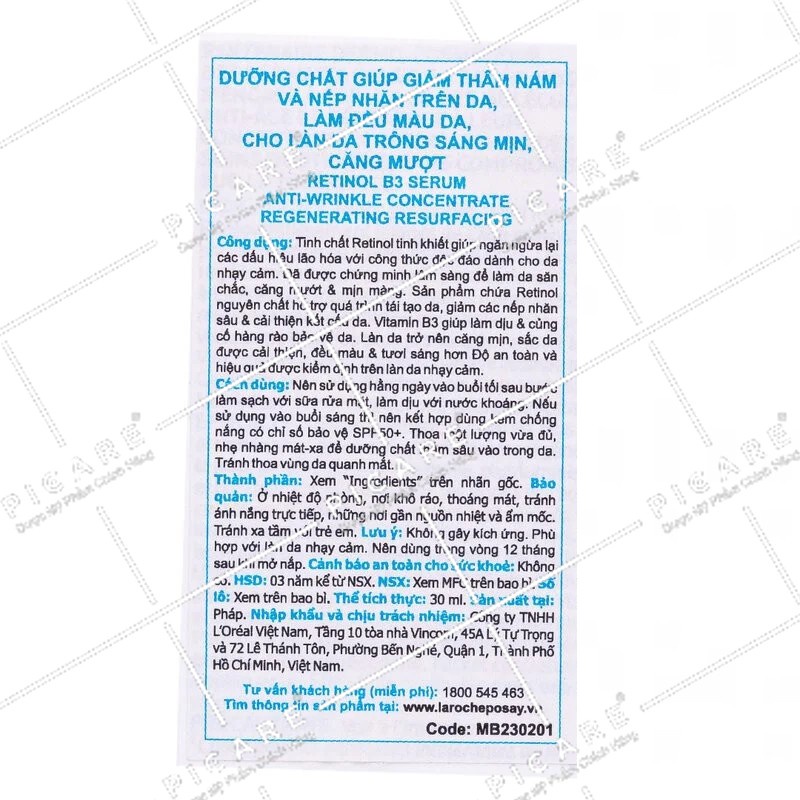 DƯỠNG CHẤT GIÚP GIẢM THÂM NÁM
VÀ NẾP NHĂN TRÊN DA,
LÀM ĐỀU MÀU DA,
CHO LÀN DA TRÔNG SÁNG MỊN,
CĂNG MƯỢT
RETINOL B3 SERUM
ANTI-WRINKLE CONCENTRATE
REGENERATING RESURFACING
Công dụng: Tinh chất Retinol tinh khiết giúp ngăn ngừa lại
các dấu hiệu lão hóa với công thức độc đáo dành cho da
nhạy cảm. Đã được chứng minh lâm sàng để làm da săn
chắc, căng mướt & mịn màng. Sản phẩm chứa Retinol
nguyên chất hỗ trợ quá trình tái tạo da, giảm các nếp nhăn
sâu & cải thiện kết cấu da. Vitamin B3 giúp làm dịu & củng
cố hàng rào bảo vệ da. Làn da trở nên căng mịn, sắc da
được cải thiện, đều màu & tươi sáng hơn Độ an toàn và
hiệu quả được kiểm định trên làn da nhạy cảm.
Cách dùng: Nên sử dụng hằng ngày vào buổi tối sau bước
làm sạch với sữa rửa mặt, làm dịu với nước khoáng. Nếu
sử dụng vào buổi sáng thì nên kết hợp dùng kem chống
nắng có chỉ số bảo vệ SPF50+. Thoa một lượng vừa đủ,
nhẹ nhàng mát-xa để dưỡng chất thấm sâu vào trong da.
Tránh thoa vùng da quanh mắt.
Thành phần: Xem "Ingredients" trên nhãn gốc. Bảo
quản: Ở nhiệt độ phòng, nơi khô ráo, thoáng mát, tránh
ánh nắng trực tiếp, những nơi gần nguồn nhiệt và ẩm mốc.
Tránh xa tầm với trẻ em. Lưu ý: Không gây kích ứng. Phù
hợp với làn da nhạy cảm. Nên dùng trong vòng 12 tháng
sau khi mở nắp. Cảnh báo an toàn cho sức khoẻ: Không
có. HSD: 03 năm kể từ NSX. NSX: Xem MFG trên bao bì. Số
lô: Xem trên bao bì. Thể tích thực: 30 ml. Sản xuất tại:
Pháp. Nhập khẩu và chịu trách nhiệm: Công ty TNHH
L'Oréal Việt Nam, Tầng 10 tòa nhà Vincom, 45A Lý Tự Trọng
và 72 Lê Thánh Tôn, Phường Bến Nghé, Quận 1, Thành Phố
Hồ Chí Minh, Việt Nam.
Tư vấn khách hàng (miễn phí): 1800 545 463
Tìm thông tin sản phẩm tại: www.larocheposay.vn
Code: MB230201
PICARE